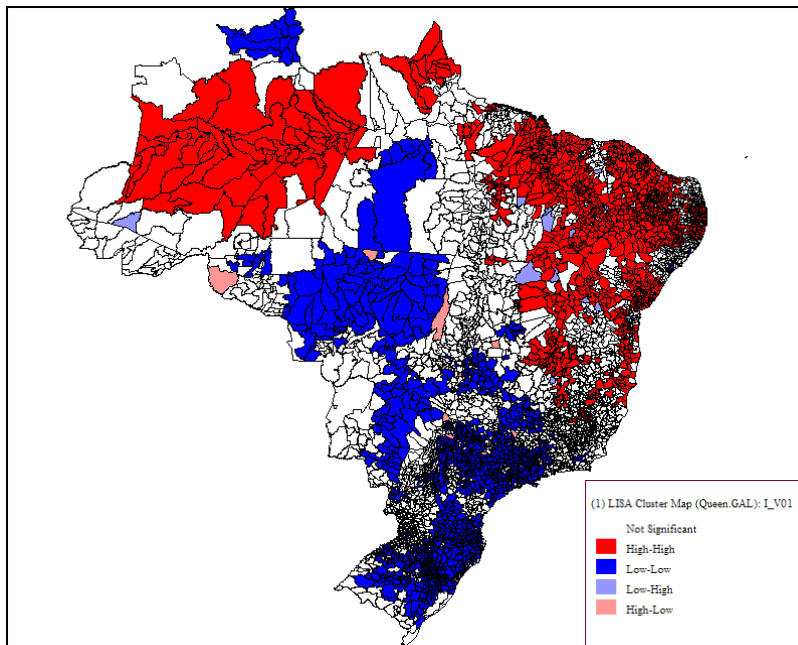 (1) LISA Cluster Map (Queen.GAL): I_V01
Not Significant
High-High
Low-Low
Low-High
High-Low